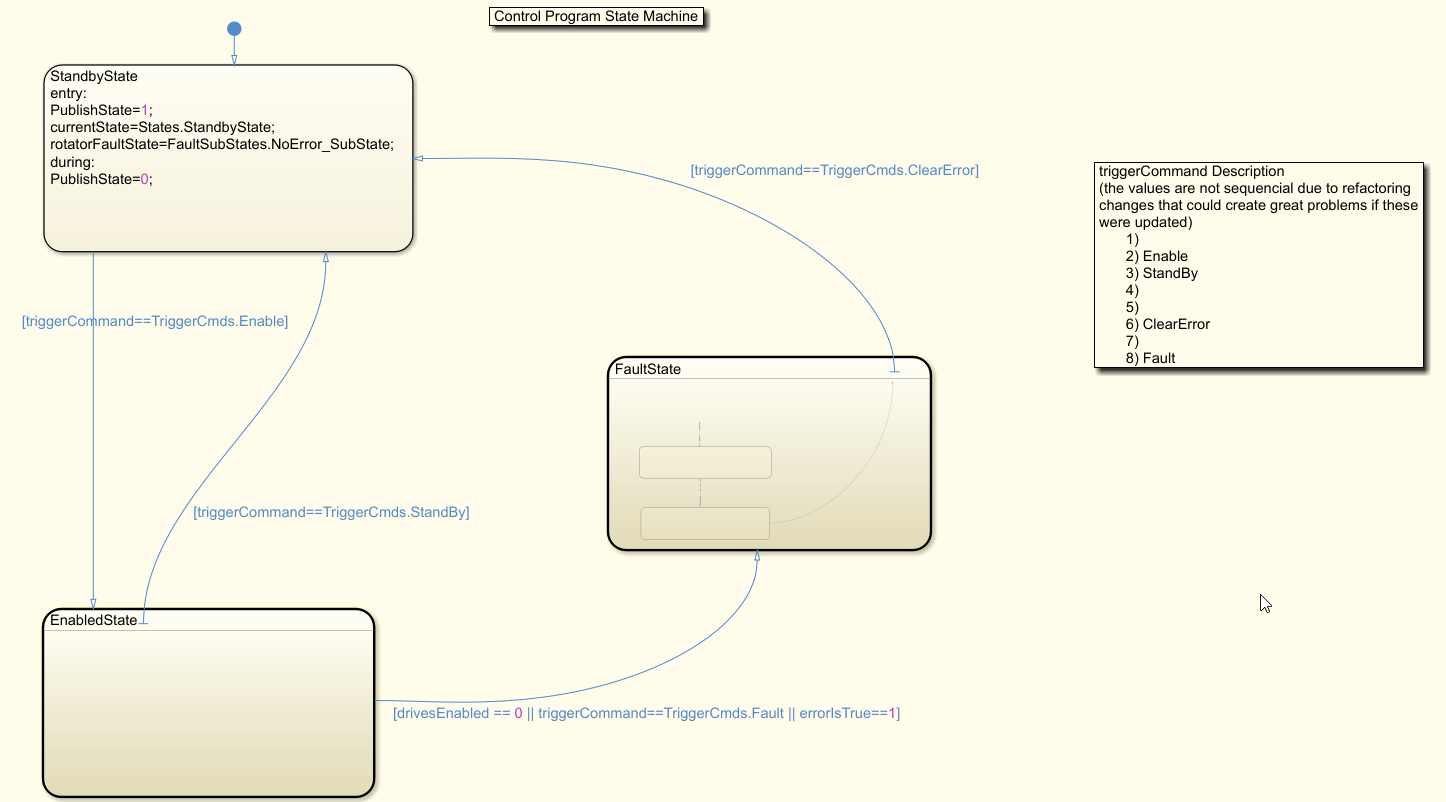 Control Program State Machine
StandbyState
entry:
PublishState=1;
currentState=States.StandbyState;
rotatorFaultState=FaultSubStates.NoError_SubState;
during:
PublishState=0;
[triggerCommand==TriggerCmds.ClearError]
triggerCommand Description
(the values are not sequencial due to refactoring
changes that could create great problems if these
were updated)
1)
2) Enable
3) StandBy
4)
5)
6) ClearError
7)
8) Fault
[triggerCommand==TriggerCmds.Enable]
FaultState
[triggerCommand==TriggerCmds.StandBy]
EnabledState
[drivesEnabled == 0 || triggerCommand==TriggerCmds.Fault || errorIsTrue==1]